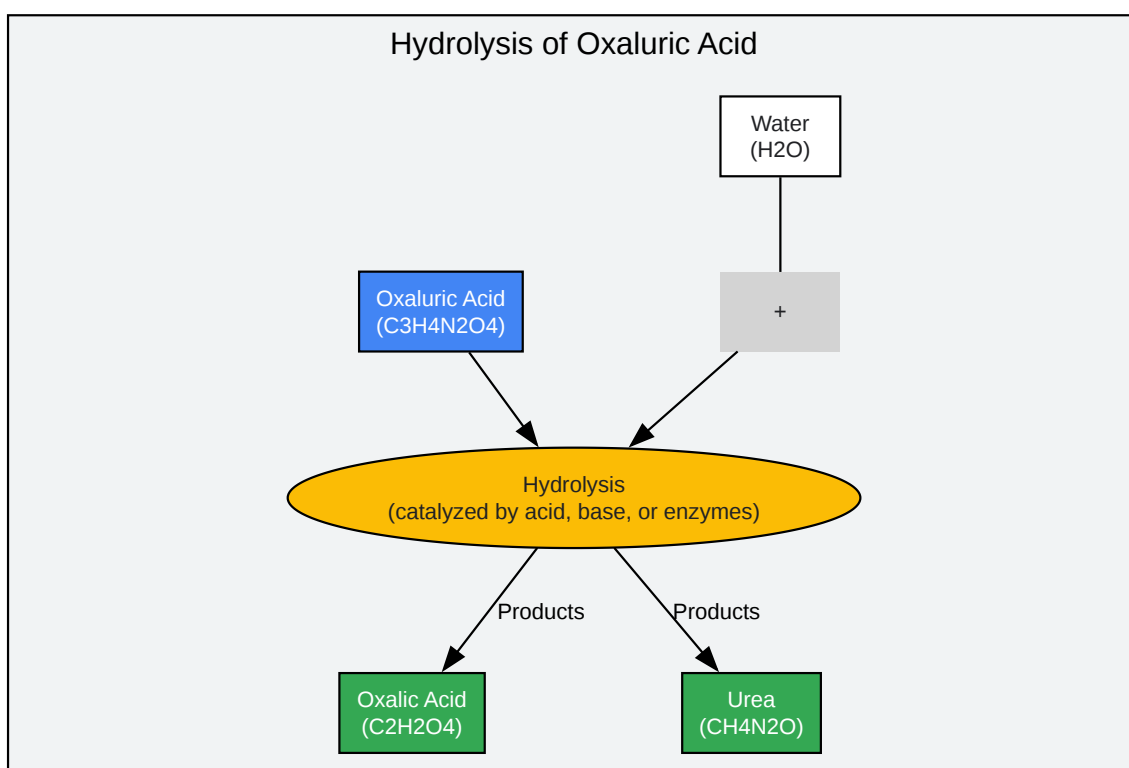 Hydrolysis of Oxaluric Acid
Water
(H2O)
Oxaluric Acid
(C3H4N2O4)
+
Hydrolysis
(catalyzed by acid, base, or enzymes)
Products
Products
Oxalic Acid
(C2H2O4)
Urea
(CH4N2O)